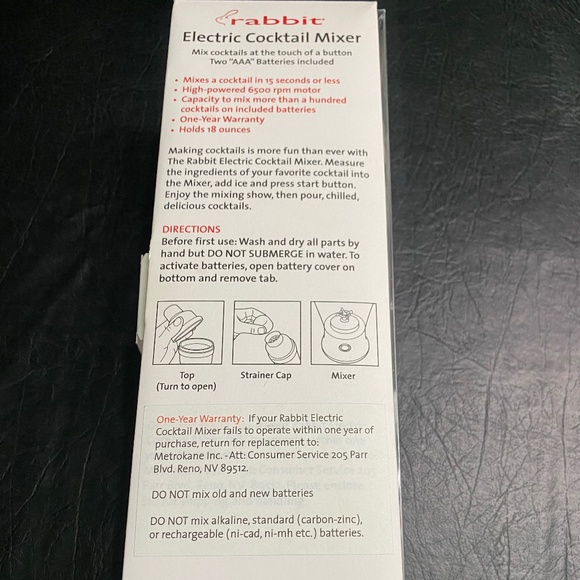 rabbit
Electric Cocktail Mixer
Mix cocktails at the touch of a button
Two "AAA" Batteries included
• Mixes a cocktail in 15 seconds or less
• High-powered 6500 rpm motor
• Capacity to mix more than a hundred
cocktails on included batteries
• One-Year Warranty
• Holds 18 ounces
Making cocktails is more fun than ever with
The Rabbit Electric Cocktail Mixer. Measure
the ingredients of your favorite cocktail into
the Mixer, add ice and press start button.
Enjoy the mixing show, then pour, chilled,
delicious cocktails.
DIRECTIONS
Before first use: Wash and dry all parts by
hand but DO NOT SUBMERGE in water. To
activate batteries, open battery cover on
bottom and remove tab.
Top
(Turn to open)
Strainer Cap
Mixer
One-Year Warranty: If your Rabbit Electric
Cocktail Mixer fails to operate within one year of
purchase, return for replacement to:
Metrokane Inc. -Att: Consumer Service 205 Parr
Blvd. Reno, NV 89512.
DO NOT mix old and new batteries
DO NOT mix alkaline, standard (carbon-zinc),
or rechargeable (ni-cad, ni-mh etc.) batteries.